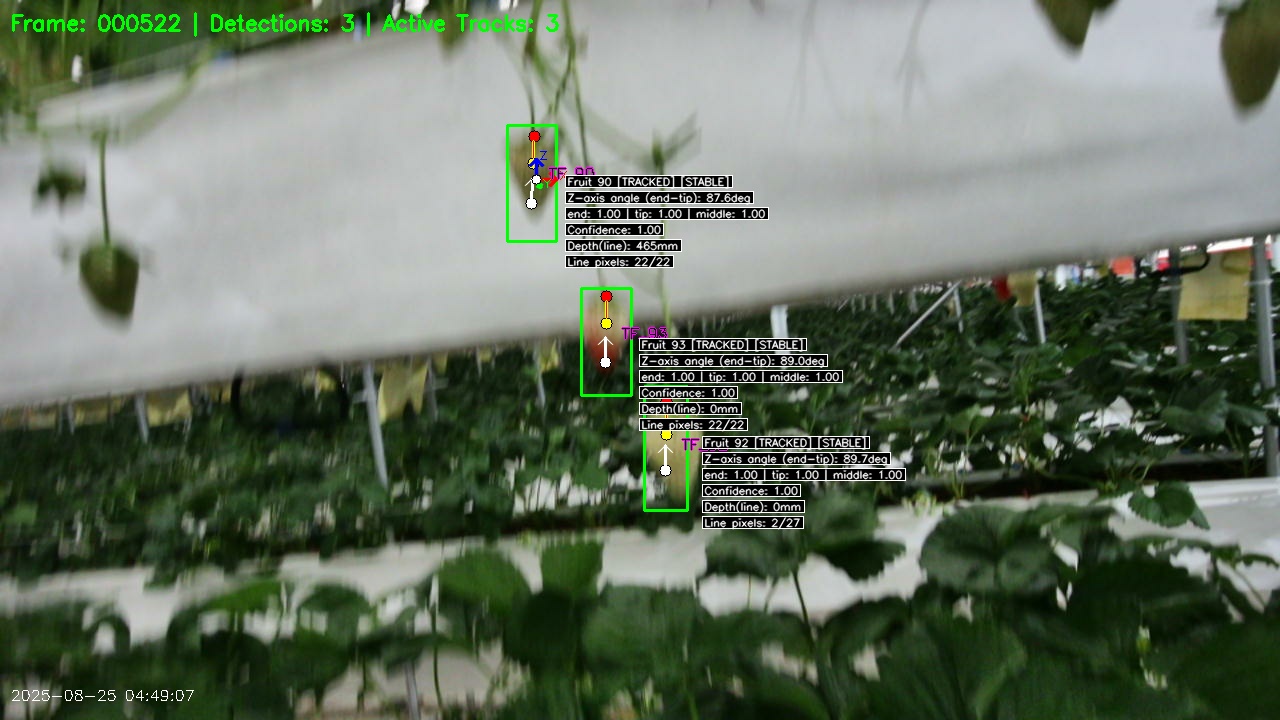 Frame: 000522 | Detections: 3 | Active Tracks: 3
Z
TF_90
Fruit 90 [TRACKED] [STABLE]
Z-axis angle (end-tip): 87.6deg
end: 1.00 | tip: 1.00 | middle: 1.00
Confidence: 1.00
Depth(line): 465mm
Line pixels: 22/22
TF_93
Fruit 93 [TRACKED] [STABLE]
Z-axis angle (end-tip): 89.0deg
end: 1.00 | tip: 1.00 | middle: 1.00
Confidence: 1.00
Depth(line): 0mm
Line pixels: 22/22
TF
Fruit 92 [TRACKED] [STABLE]
Z-axis angle (end-tip): 89.7deg
end: 1.00 | tip: 1.00 | middle: 1.00
Confidence: 1.00
Depth(line): 0mm
Line pixels: 2/27
2025-08-25 04:49:07